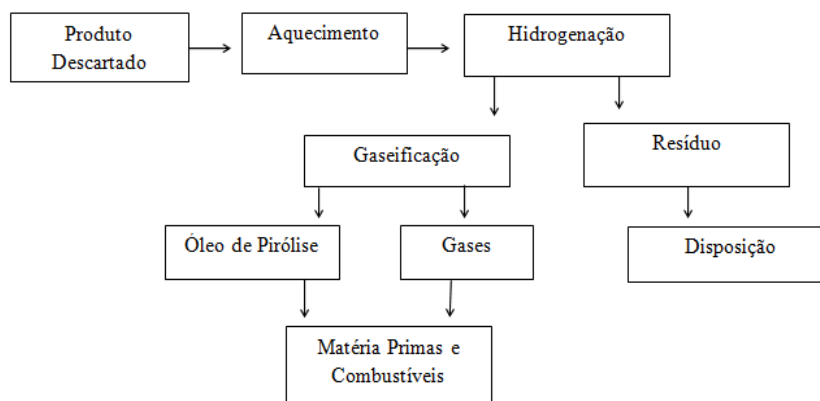 Produto
Descartado
Aquecimento
Hidrogenação
Gaseificação
Resíduo
Óleo de Pirólise
Gases
Disposição
Matéria Primas e
Combustíveis